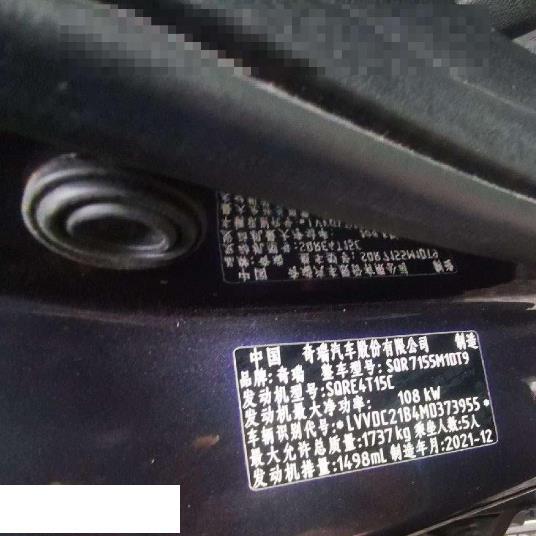 中国 奇瑞汽车股份有限公司 制造
品牌:奇瑞 整车型号:SQR7155M1DT9
发动机型号:SQRE4T15C
发动机最大净功率: 108 kW
车辆识别代号:*LVVDC21B4MD373955*
最大允许总质量:1737kg 乘坐人数:5人
发动机排量:1498mL 制造年月:2021-12